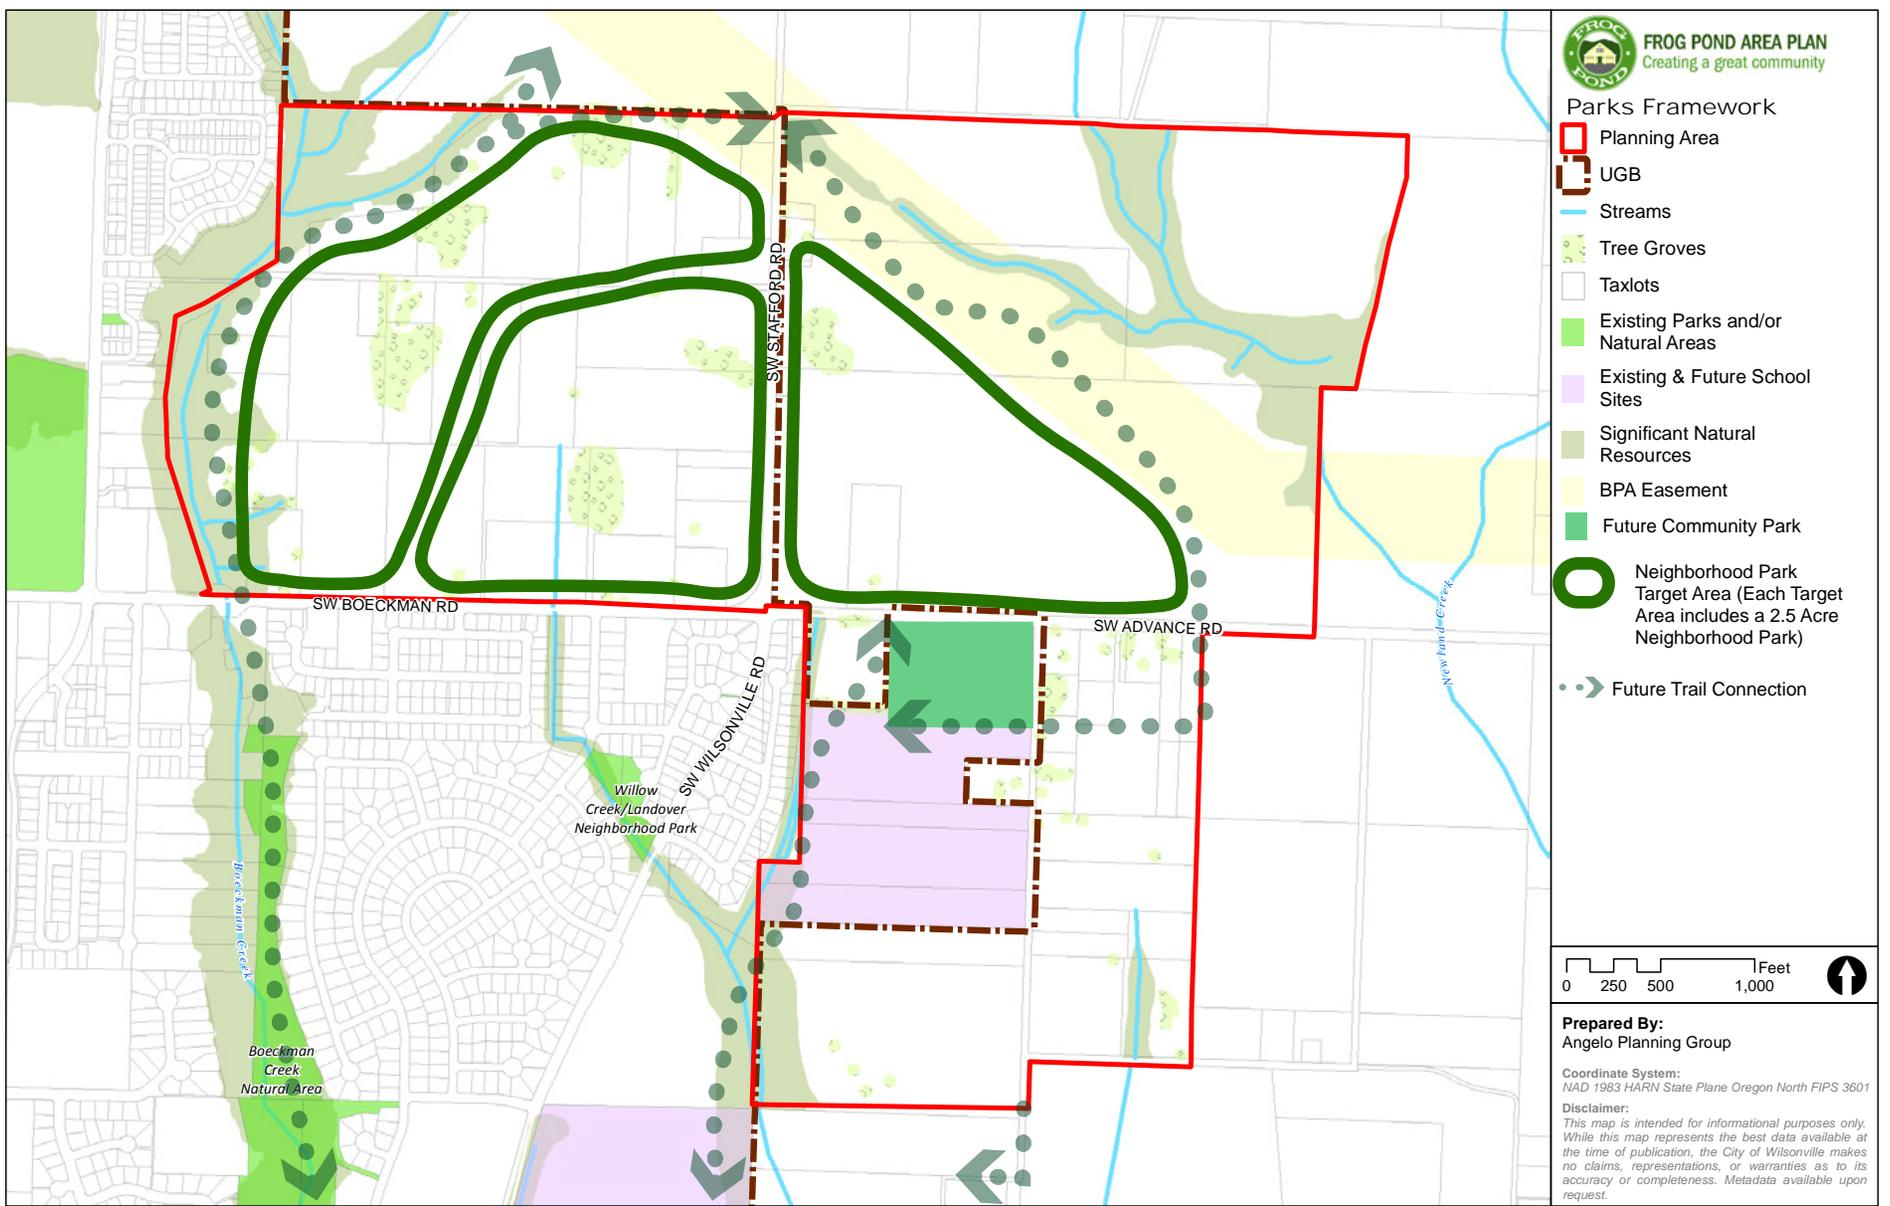 SW STAFFORD RD
SW BOECKMAN RD
SW ADVANCE RD
SW WILSONVILLE RD
Willow
Creek/Landover
Neighborhood Park
Boeckman Creek
Boeckman
Creek
Natural Area
Newland Creek
FROG POND
FROG POND AREA PLAN
Creating a great community
Parks Framework
Planning Area
UGB
Streams
Tree Groves
Taxlots
Existing Parks and/or
Natural Areas
Existing & Future School
Sites
Significant Natural
Resources
BPA Easement
Future Community Park
Neighborhood Park
Target Area (Each Target
Area includes a 2.5 Acre
Neighborhood Park)
Future Trail Connection
Feet
0 250 500 1,000
Prepared By:
Angelo Planning Group
Coordinate System:
NAD 1983 HARN State Plane Oregon North FIPS 3601
Disclaimer:
This map is intended for informational purposes only.
While this map represents the best data available at
the time of publication, the City of Wilsonville makes
no claims, representations, or warranties as to its
accuracy or completeness. Metadata available upon
request.